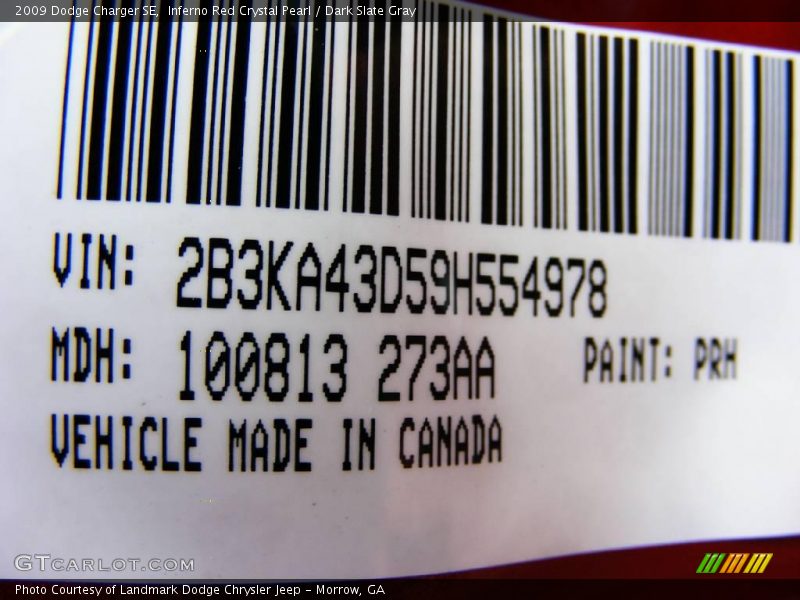 2009 Dodge Charger SE, Inferno Red Crystal Pearl / Dark Slate Gray
VIN: 2B3KA43D59H554978
MDH: 100813 273AA PAINT: PRH
VEHICLE MADE IN CANADA
GTCARLOT.COM
Photo Courtesy of Landmark Dodge Chrysler Jeep - Morrow, GA